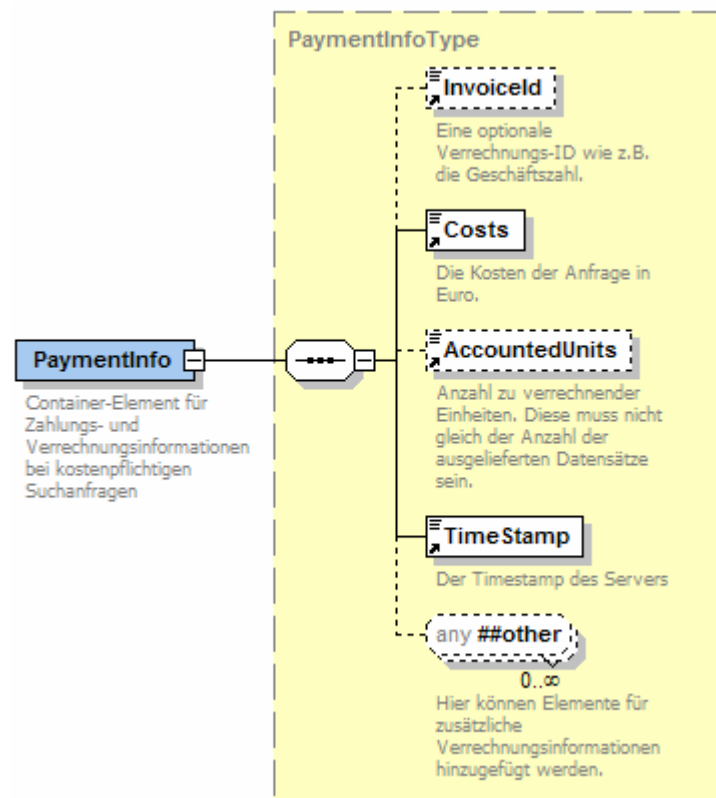 PaymentInfoType
InvoiceId
Eine optionale
Verrechnungs-ID wie z.B.
die Geschäftszahl.
Costs
Die Kosten der Anfrage in
Euro.
PaymentInfo
Container-Element für
Zahlungs- und
Verrechnungsinformationen
bei kostenpflichtigen
Suchanfragen
AccountedUnits
Anzahl zu verrechnender
Einheiten. Diese muss nicht
gleich der Anzahl der
ausgelieferten Datensätze
sein.
TimeStamp
Der Timestamp des Servers
any ##other
0..∞
Hier können Elemente für
zusätzliche
Verrechnungsinformationen
hinzugefügt werden.